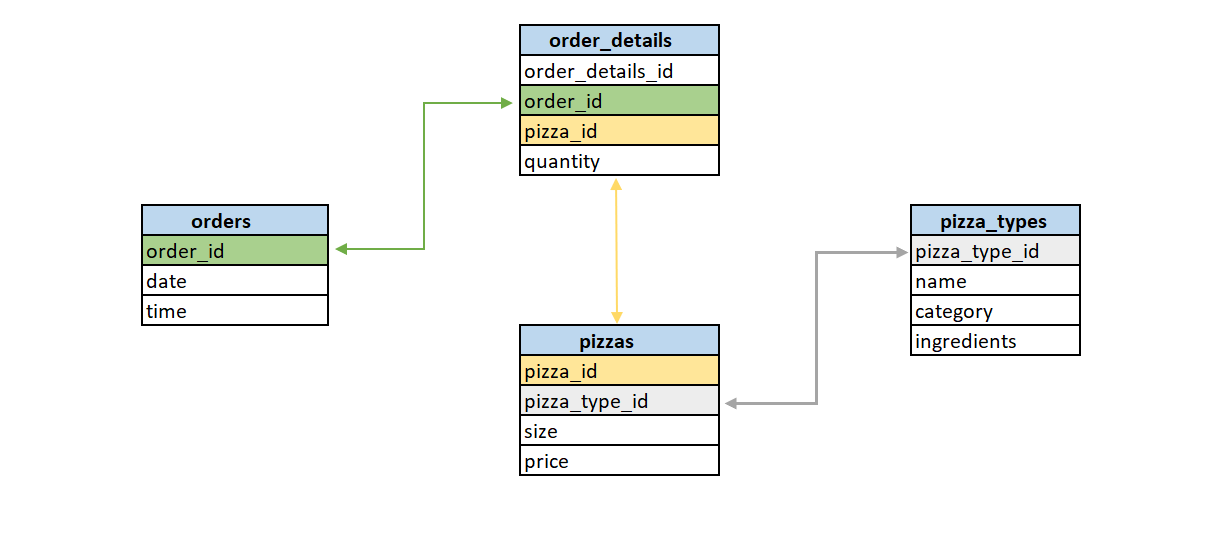 order_details
order_details_id
order_id
pizza_id
quantity
orders
order_id
date
time
pizza_types
pizza_type_id
name
category
ingredients
pizzas
pizza_id
pizza_type_id
size
price